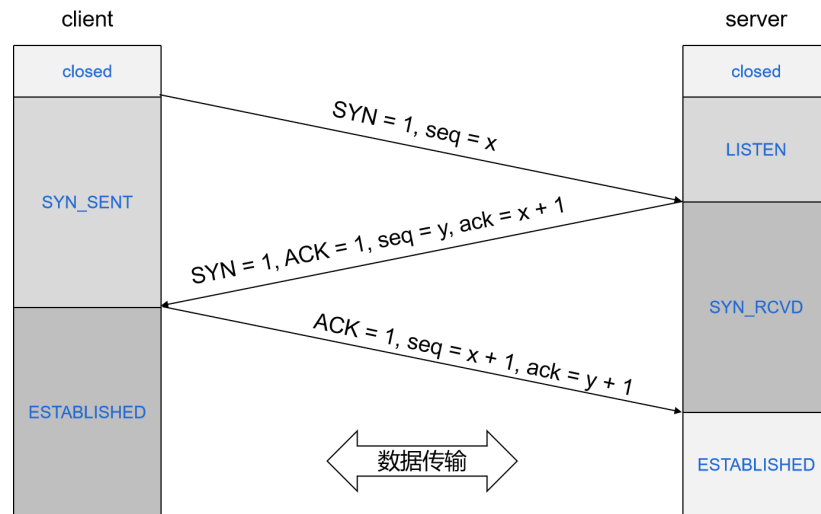 client
server
closed
closed
SYN = 1, seq = x
LISTEN
SYN_SENT
SYN = 1, ACK = 1, seq = y, ack = x + 1
SYN_RCVD
ACK = 1, seq = x + 1, ack = y + 1
ESTABLISHED
数据传输
ESTABLISHED